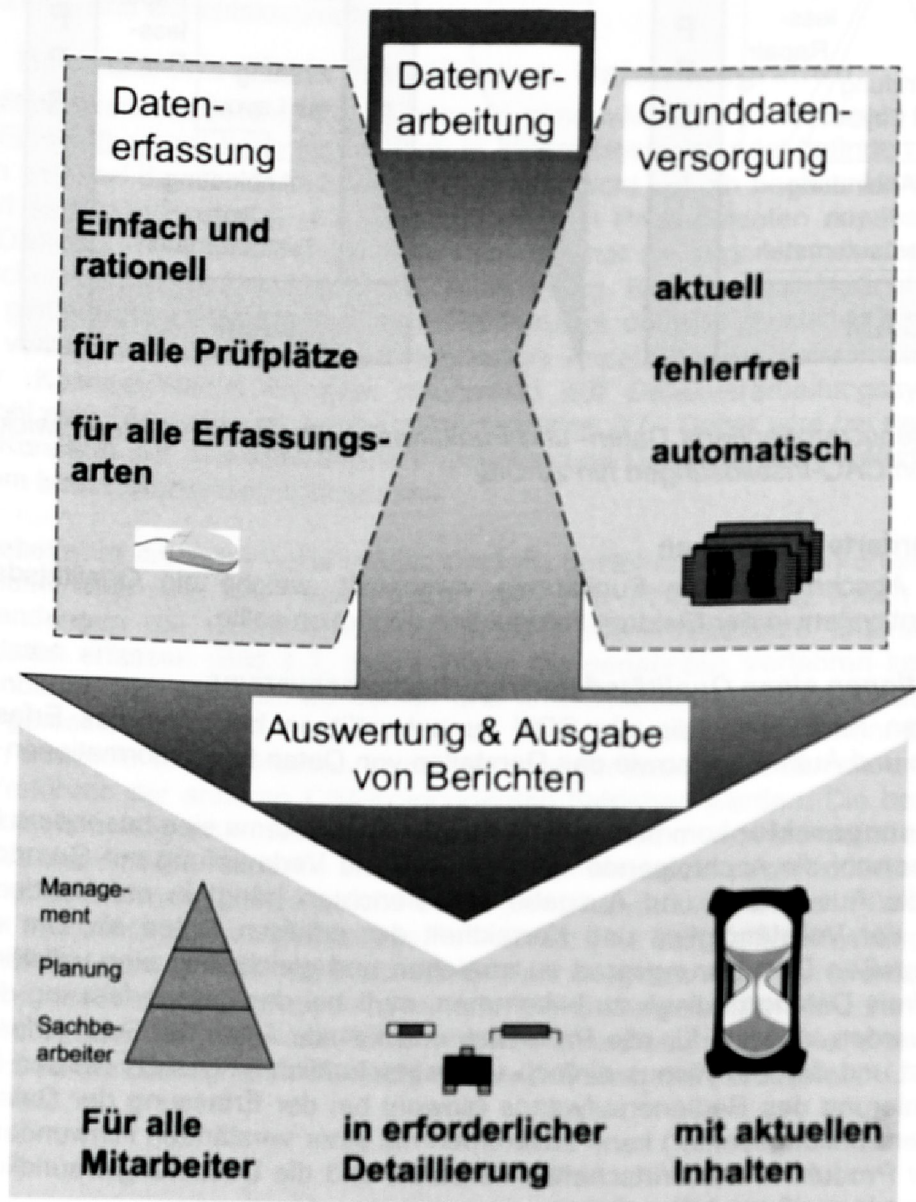 Daten-
erfassung
Einfach und
rationell
für alle Prüfplätze
für alle Erfassungs-
arten
Datenver-
arbeitung
Grunddaten-
versorgung
aktuell
fehlerfrei
automatisch
Auswertung & Ausgabe
von Berichten
Manage-
ment
Planung
Sachbe-
arbeiter
Für alle
Mitarbeiter
in erforderlicher
Detaillierung
mit aktuellen
Inhalten